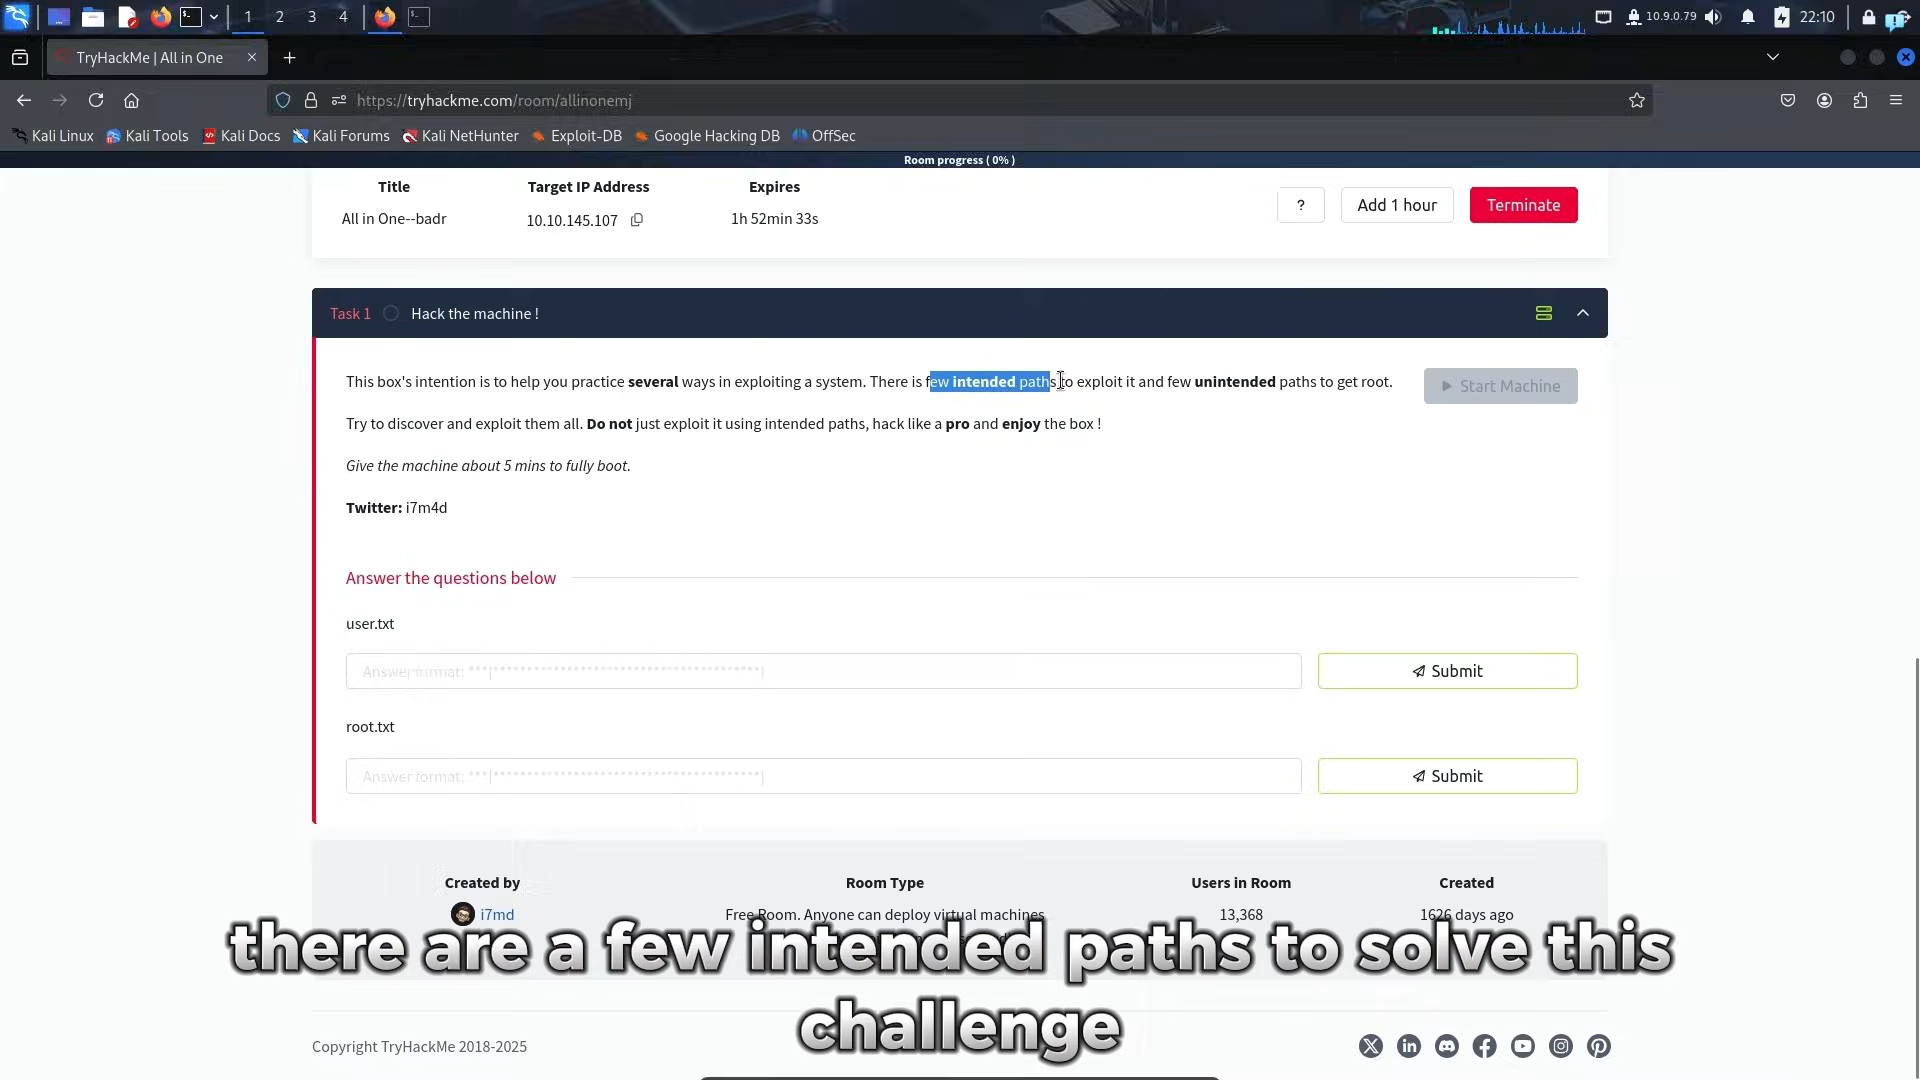 1 2 3 4 10.9.0.79 22:10
TryHackMe | All in One
https://tryhackme.com/room/allinonemj
Kali Linux Kali Tools Kali Docs Kali Forums Kali NetHunter Exploit-DB Google Hacking DB OffSec
Room progress ( 0% )
Title Target IP Address Expires
All in One--badr 10.10.145.107 1h 52min 33s ? Add 1 hour Terminate
Task 1 Hack the machine !
This box's intention is to help you practice several ways in exploiting a system. There is few intended paths to exploit it and few unintended paths to get root. Start Machine
Try to discover and exploit them all. Do not just exploit it using intended paths, hack like a pro and enjoy the box !
Give the machine about 5 mins to fully boot.
Twitter: i7m4d
Answer the questions below
user.txt
Submit
root.txt
Answer format: Submit
Created by Room Type Users in Room Created
i7md Free Room. Anyone can deploy virtual machines 13,368 1626 days ago
there are a few intended paths to solve this
challenge
Copyright TryHackMe 2018-2025